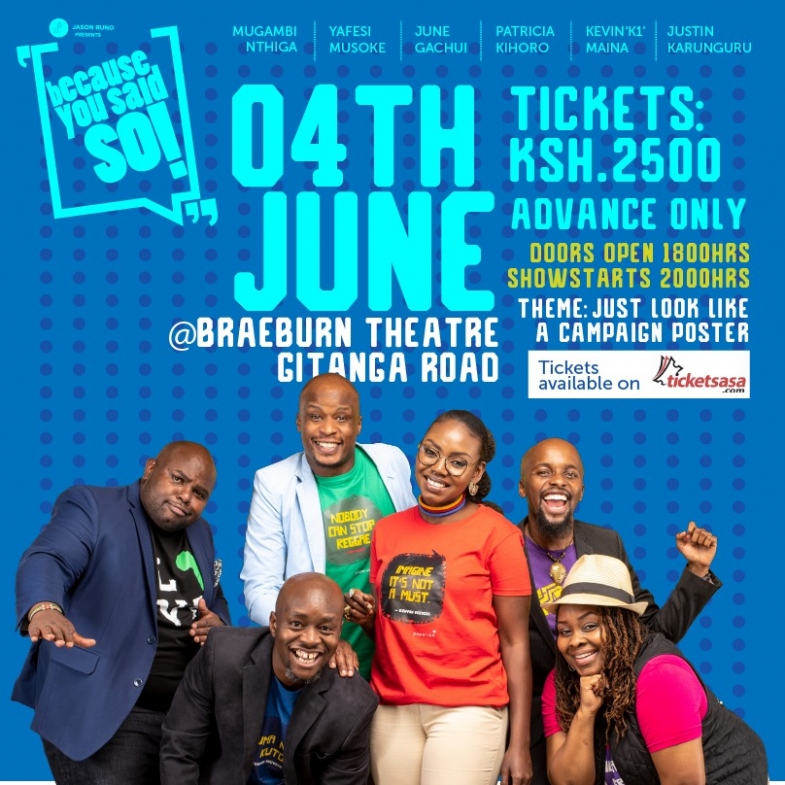 JASON RUNO
PRESENTS
because
you said
so!
MUGAMBI
NTHIGA
YAFESI
MUSOKE
JUNE
GACHUI
PATRICIA
KIHORO
KEVIN'K1'
MAINA
JUSTIN
KARUNGURU
04TH
JUNE
@BRAEBURN THEATRE
GITANGA ROAD
TICKETS:
KSH.2500
ADVANCE ONLY
DOORS OPEN 1800HRS
SHOWSTARTS 2000HRS
THEME: JUST LOOK LIKE
A CAMPAIGN POSTER
Tickets
available on
ticketsasa
.com
NOBODY
CAN STOP
REGGAE
IMAGINE
IT'S NOT
A MUST.